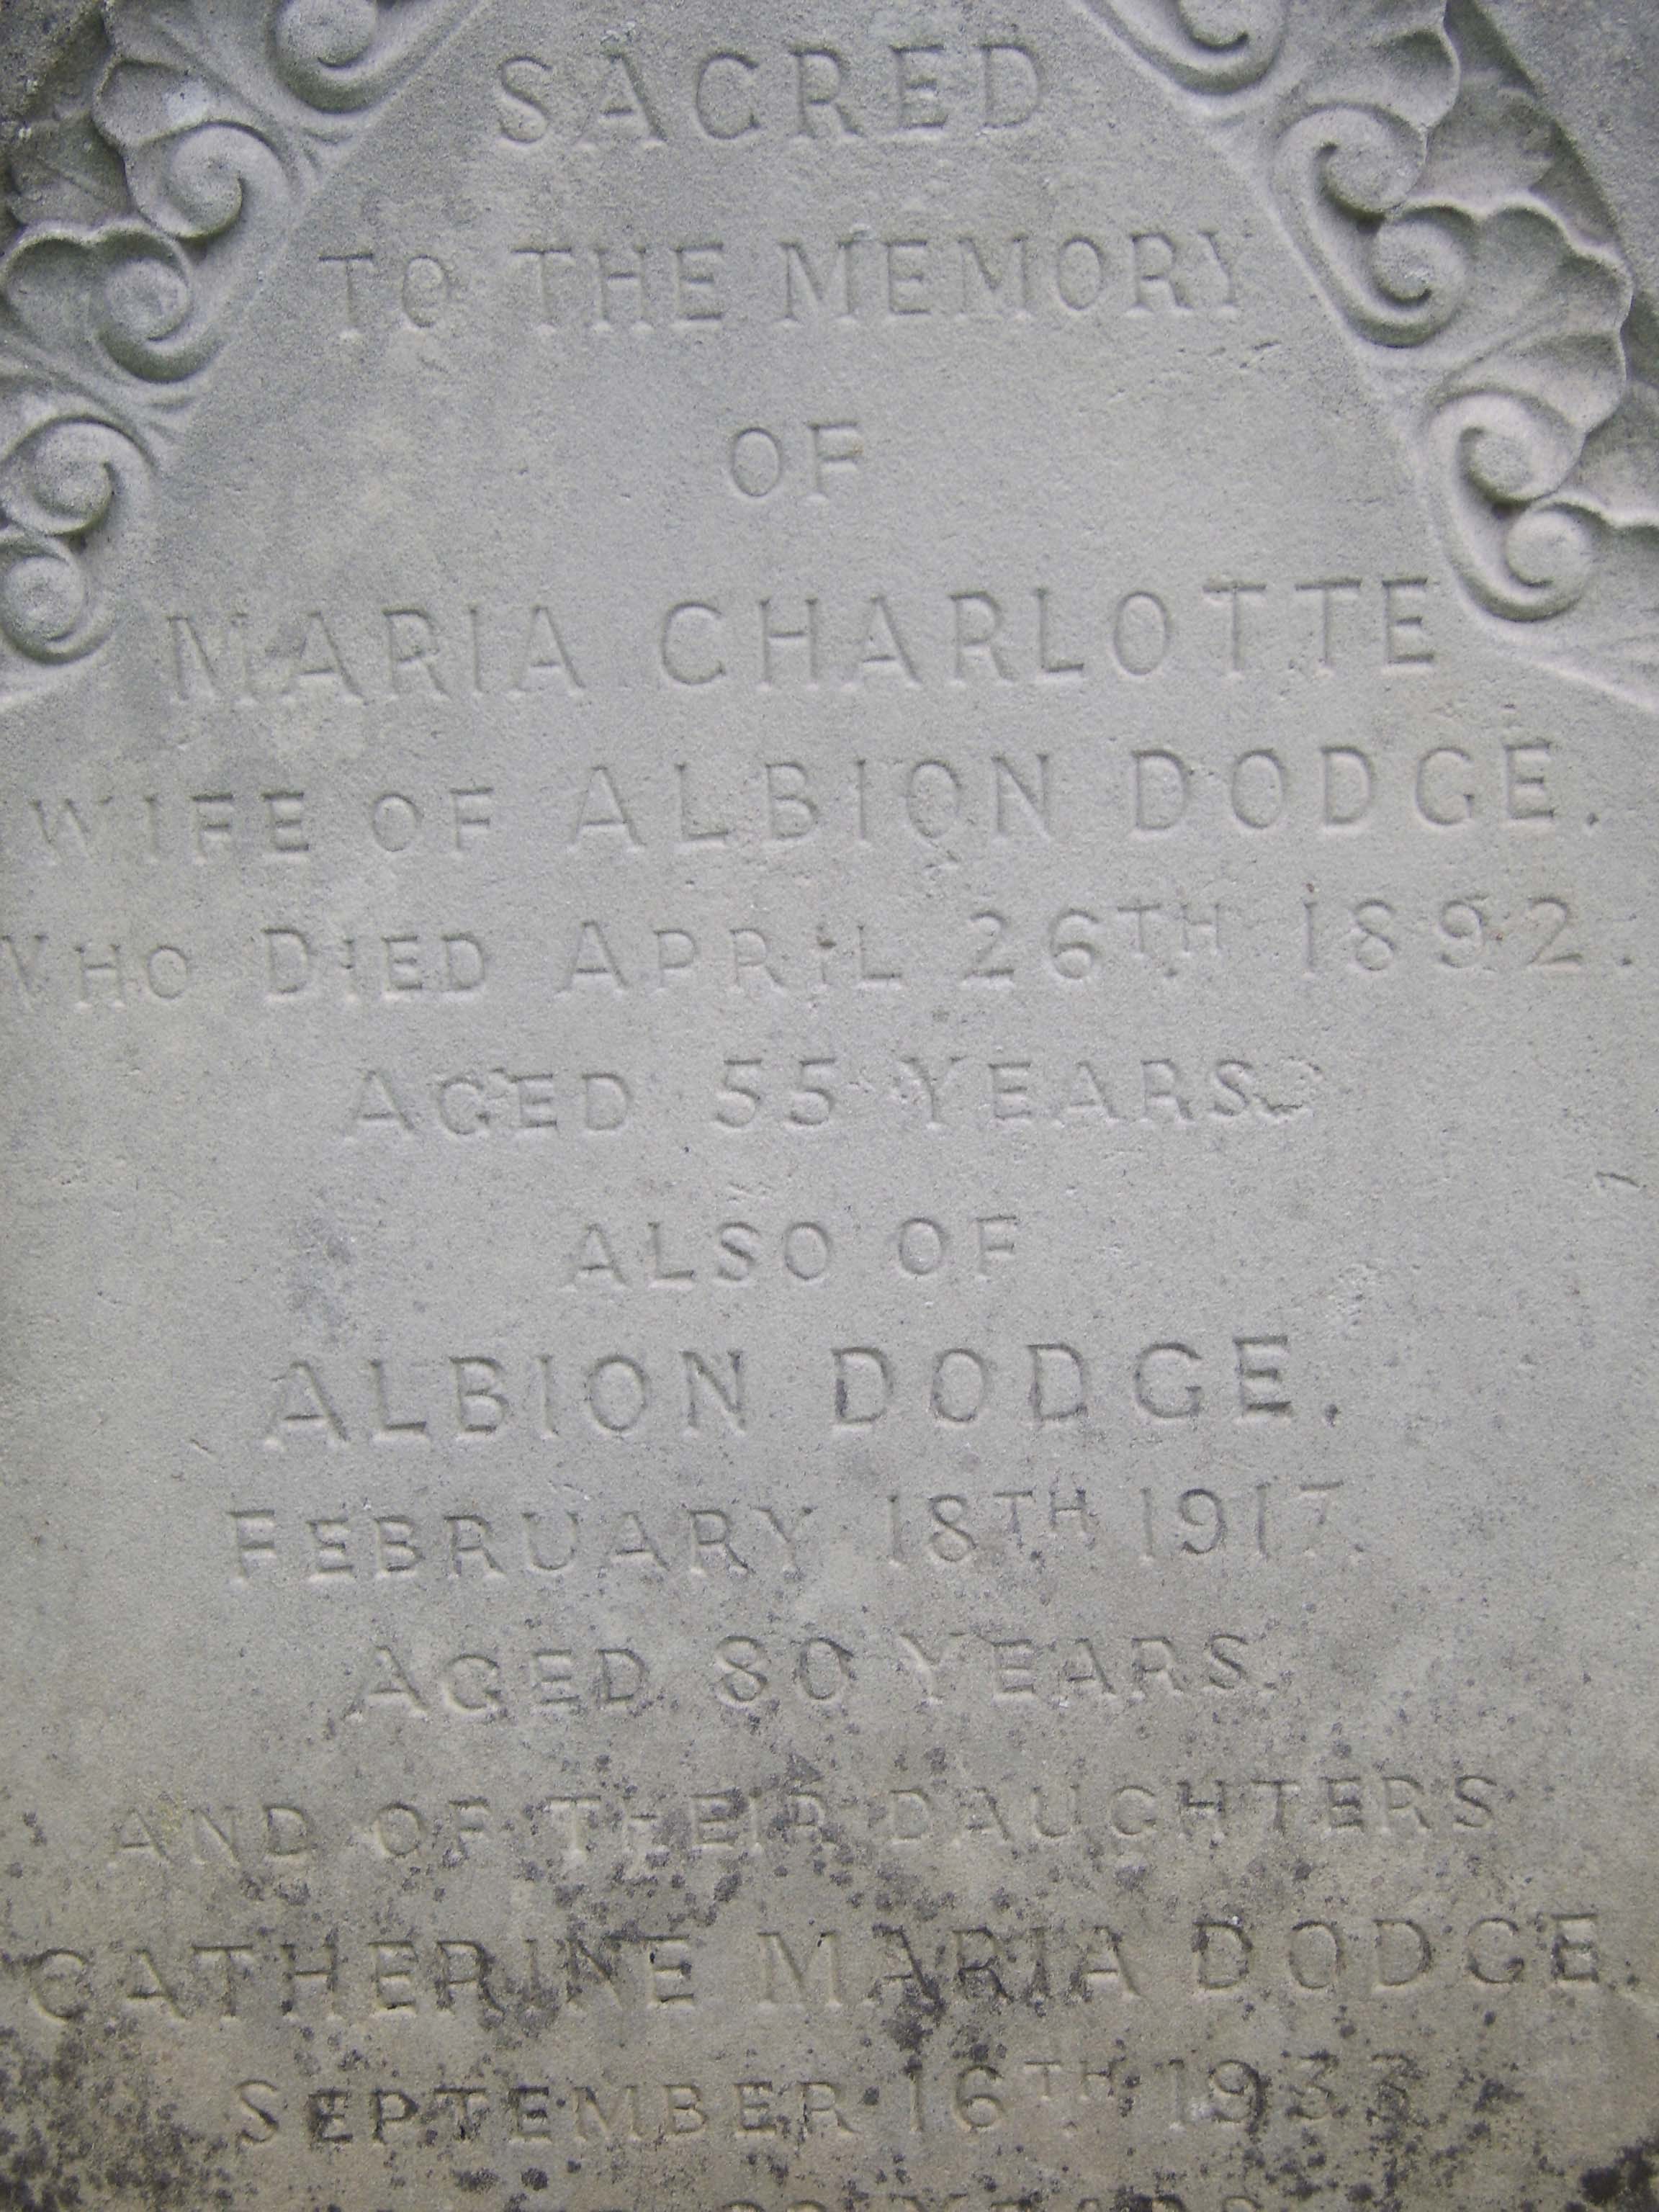 SACRED
TO THE MEMORY
OF
MARIA CHARLOTTE
WIFE OF ALBION DODGE.
WHO DIED APRIL 26TH 1892.
AGED 55 YEARS.
ALSO OF
ALBION DODGE.
FEBRUARY 18TH 1917.
AGED 80 YEARS.
AND OF THEIR DAUGHTERS
CATHERINE MARIA DODGE.
SEPTEMBER 16TH 1933
YEARS